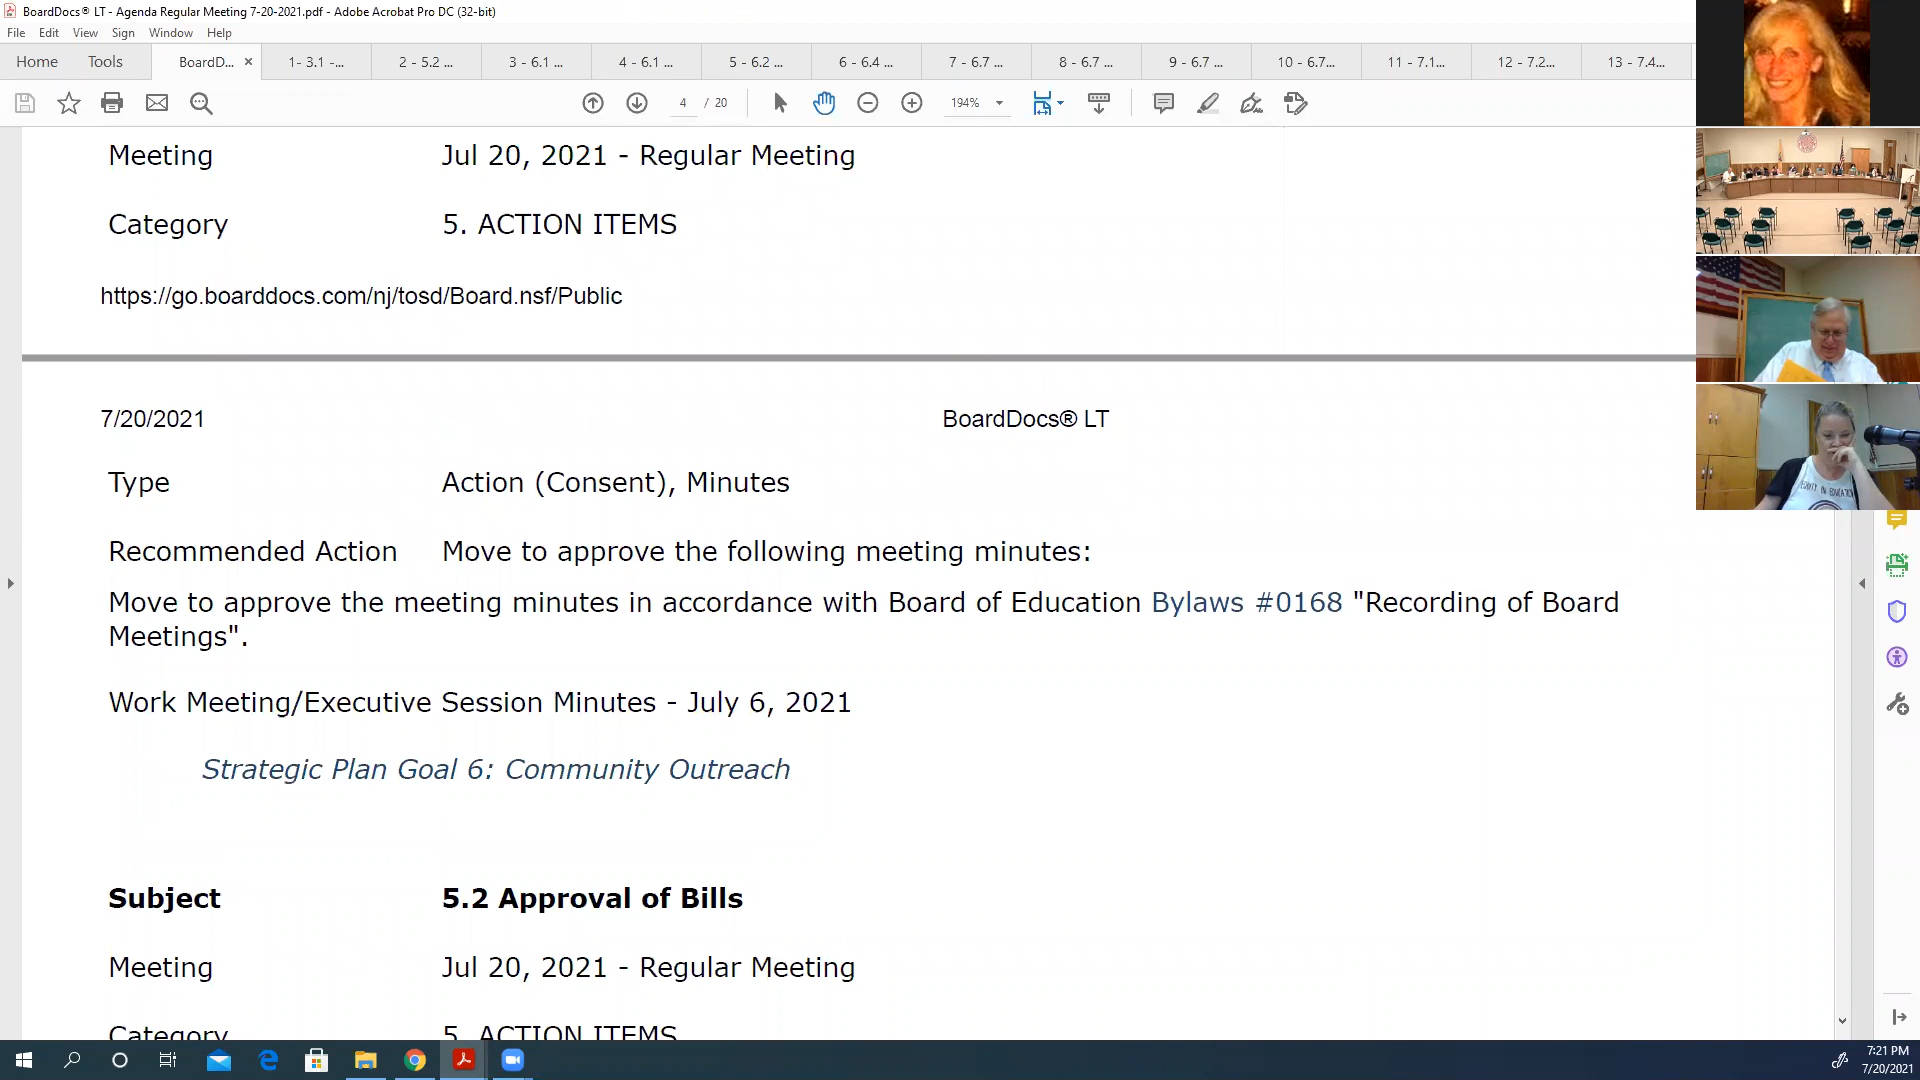 BoardDocs® LT - Agenda Regular Meeting 7-20-2021.pdf - Adobe Acrobat Pro DC (32-bit)
File Edit View Sign Window Help
Home Tools BoardD... × 1- 3.1 -... 2 - 5.2 ... 3 - 6.1 ... 4 - 6.1 ... 5 - 6.2 ... 6 - 6.4 ... 7 - 6.7 ... 8 - 6.7 ... 9 - 6.7 ... 10 - 6.7... 11 - 7.1... 12 - 7.2... 13 - 7.4...
4 / 20 194%
Meeting Jul 20, 2021 - Regular Meeting
Category 5. ACTION ITEMS
https://go.boarddocs.com/nj/tosd/Board.nsf/Public
7/20/2021 BoardDocs® LT
Type Action (Consent), Minutes
Recommended Action Move to approve the following meeting minutes:
Move to approve the meeting minutes in accordance with Board of Education Bylaws #0168 "Recording of Board
Meetings".
Work Meeting/Executive Session Minutes - July 6, 2021
Strategic Plan Goal 6: Community Outreach
Subject 5.2 Approval of Bills
Meeting Jul 20, 2021 - Regular Meeting
Category 5. ACTION ITEMS
7:21 PM
7/20/2021